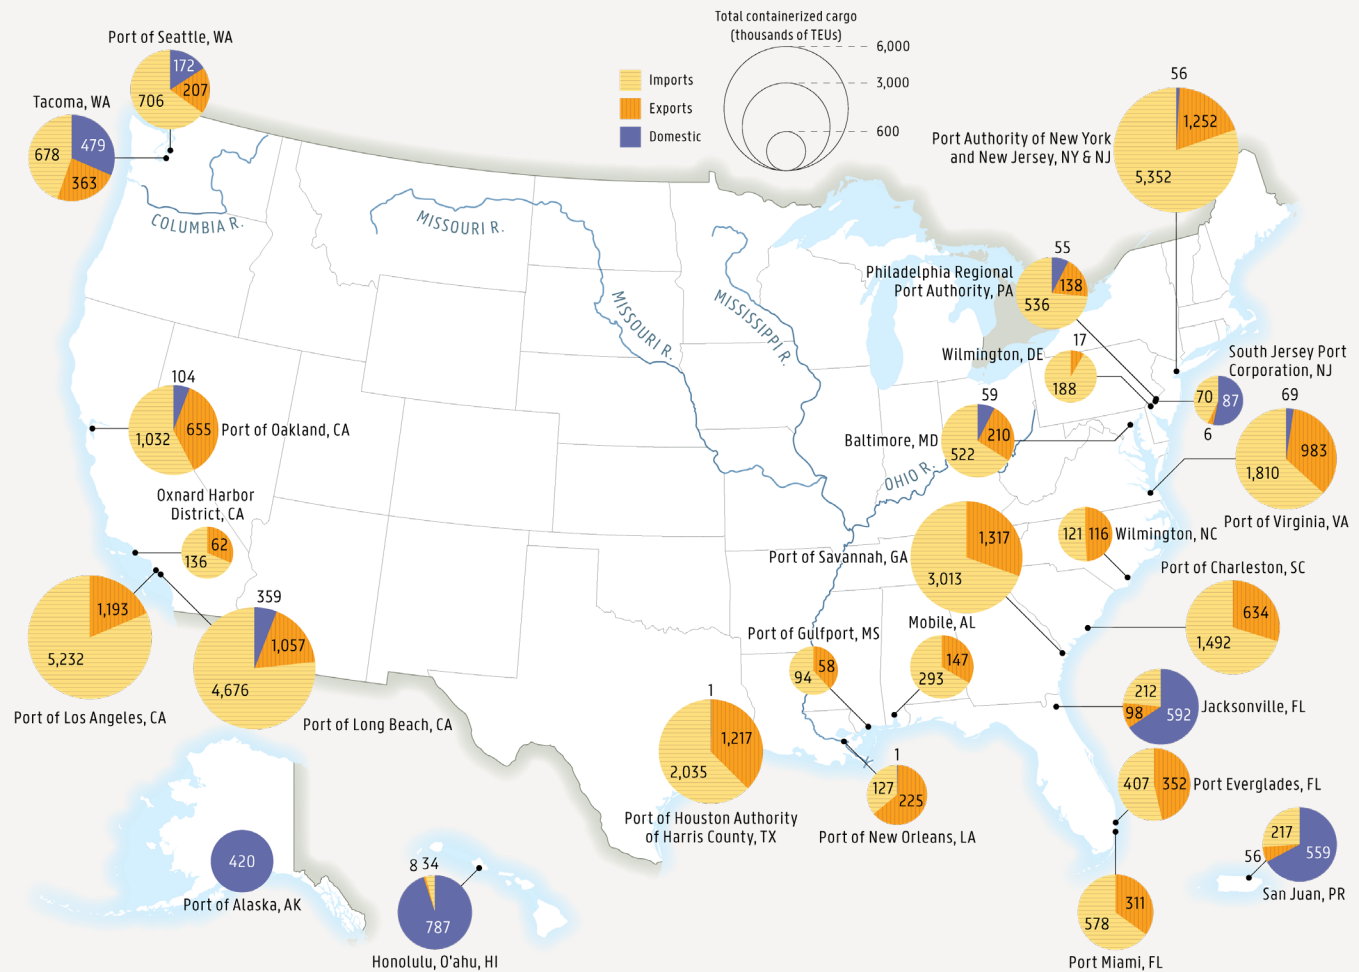 Total containerized cargo
(thousands of TEUs)
6,000
3,000
600
Imports
Exports
Domestic
Port of Seattle, WA
172
207
706
Tacoma, WA
479
678
363
COLUMBIA R.
MISSOURI R.
MISSOURI R.
MISSISSIPPI R.
OHIO R.
56
1,252
Port Authority of New York
and New Jersey, NY & NJ
5,352
55
Philadelphia Regional
Port Authority, PA
138
536
17
Wilmington, DE
188
South Jersey Port
Corporation, NJ
70
87
6
59
Baltimore, MD
210
522
69
983
1,810
Port of Virginia, VA
104
1,032
655
Port of Oakland, CA
Oxnard Harbor
District, CA
62
136
1,193
5,232
Port of Los Angeles, CA
359
1,057
4,676
Port of Long Beach, CA
1,317
Port of Savannah, GA
3,013
121
116
Wilmington, NC
Port of Charleston, SC
634
1,492
Port of Gulfport, MS
58
94
Mobile, AL
147
293
212
98
592
Jacksonville, FL
1
1,217
2,035
Port of Houston Authority
of Harris County, TX
1
127
225
Port of New Orleans, LA
407
352
Port Everglades, FL
217
56
559
San Juan, PR
311
578
Port Miami, FL
420
Port of Alaska, AK
8
34
787
Honolulu, O'ahu, HI